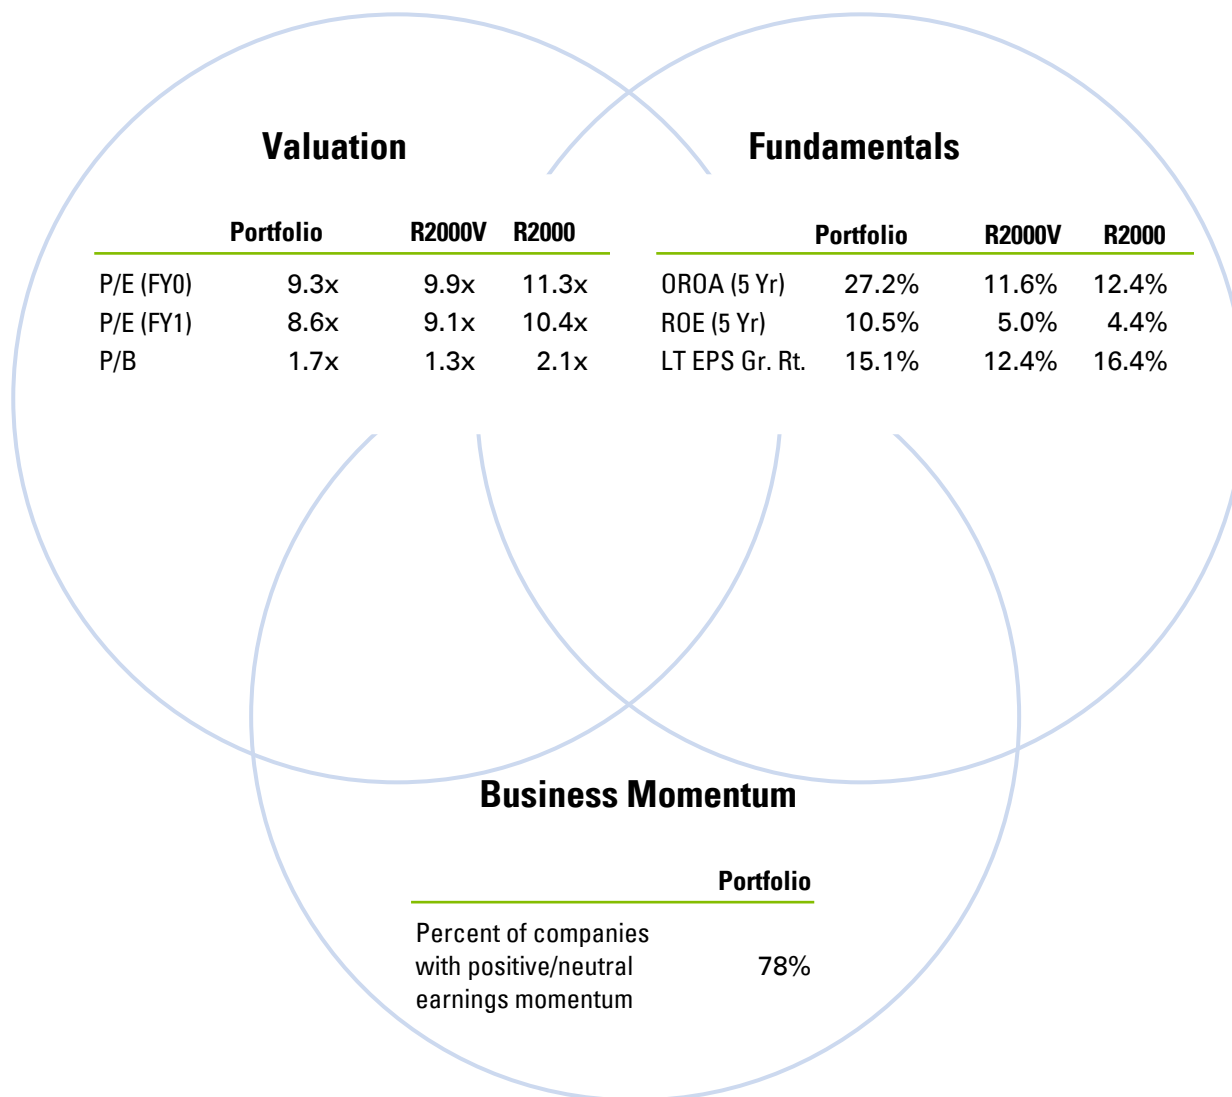 Valuation
Portfolio R2000V R2000
P/E (FY0) 9.3x 9.9x 11.3x
P/E (FY1) 8.6x 9.1x 10.4x
P/B 1.7x 1.3x 2.1x
Fundamentals
Portfolio R2000V R2000
OROA (5 Yr) 27.2% 11.6% 12.4%
ROE (5 Yr) 10.5% 5.0% 4.4%
LT EPS Gr. Rt. 15.1% 12.4% 16.4%
Business Momentum
Portfolio
Percent of companies
with positive/neutral 78%
earnings momentum